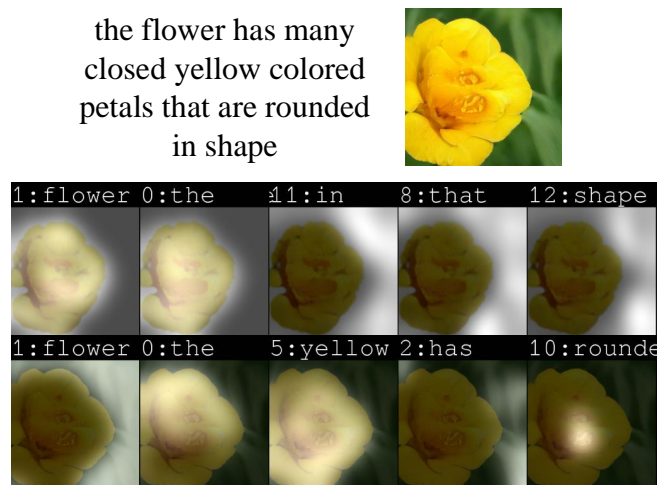 the flower has many
closed yellow colored
petals that are rounded
in shape
1:flower 0:the 11:in 8:that 12:shape
1:flower 0:the 5:yellow 2:has 10:rounde